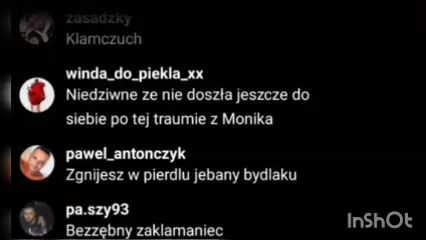 zasadzky
Klamczuch
winda_do_piekla_xx
Niedziwne ze nie doszła jeszcze do
siebie po tej traumie z Monika
pawel_antonczyk
Zgnijesz w pierdlu jebany bydlaku
pa.szy93
Bezzębny zaklamaniec
InShOt